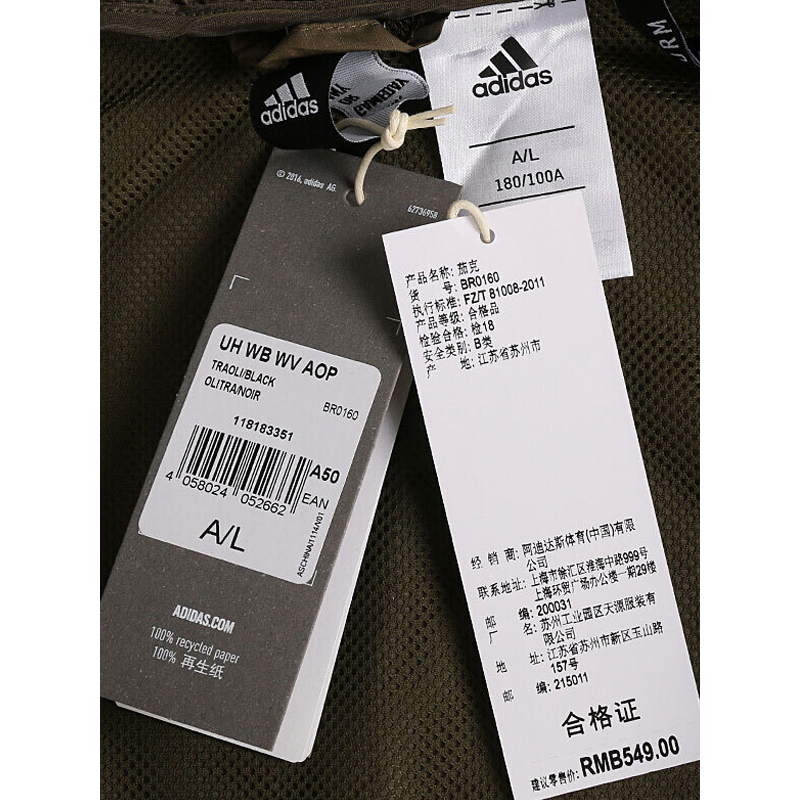 adidas
adidas
A/L
180/100A
© 2016, adidas AG.
62736958
UH WB WV AOP
TRAOLI/BLACK
OLITRA/NOIR
BR0160
118183351
A50
4 058024 052662
EAN
A/L
ASCHINA/1114/V01
ADIDAS.COM
100% recycled paper
100% 再生纸
产品名称: 茄克
货 号: BR0160
执行标准: FZ/T 81008-2011
产品等级: 合格品
检验合格: 检18
安全类别: B类
产 地: 江苏省苏州市
经 销 商: 阿迪达斯体育(中国)有限
公司
联系地址: 上海市徐汇区淮海中路999号
上海环贸广场办公楼一期29楼
邮 编: 200031
厂 名: 苏州工业园区天源服装有
限公司
地 址: 江苏省苏州市新区玉山路
157号
邮 编: 215011
合格证
建议零售价: RMB549.00